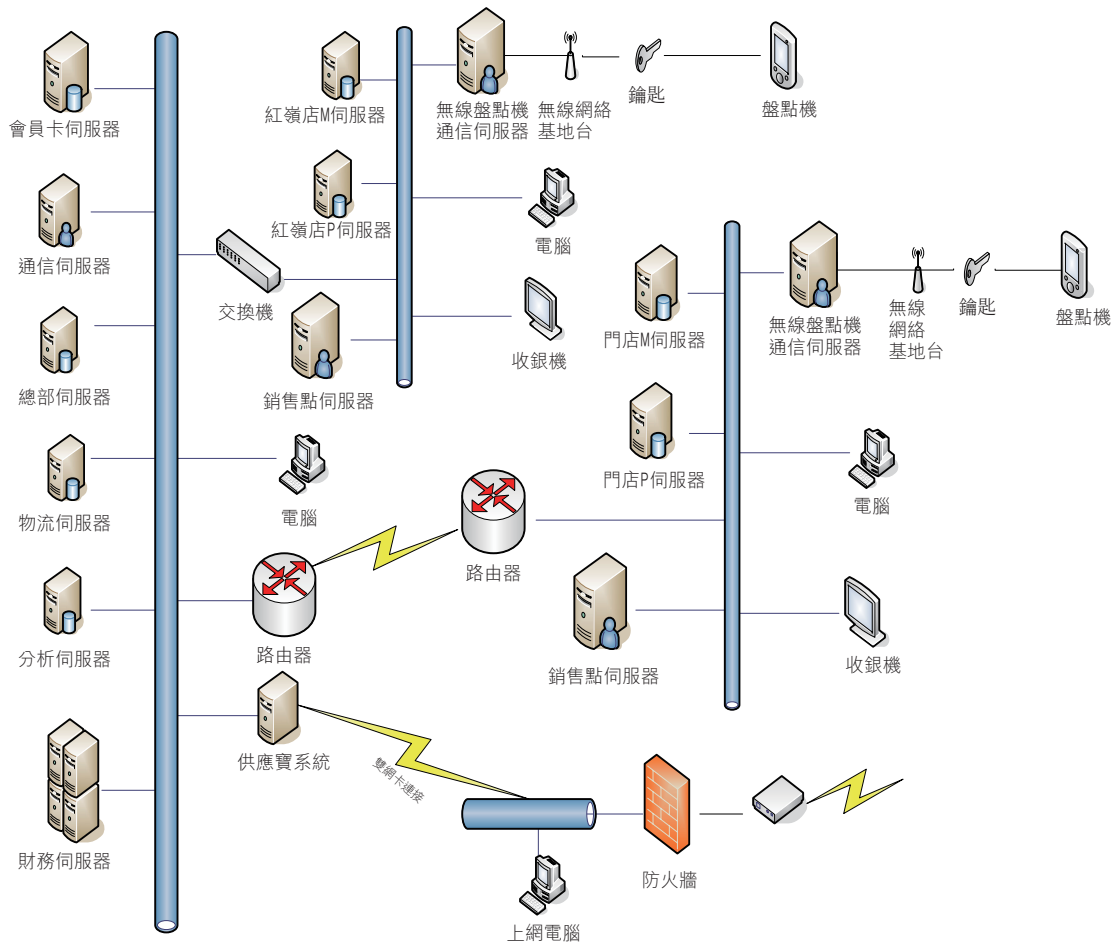 會員卡伺服器
通信伺服器
總部伺服器
物流伺服器
分析伺服器
財務伺服器
紅嶺店M伺服器
紅嶺店P伺服器
交換機
銷售點伺服器
無線盤點機
通信伺服器
無線網絡
基地台
鑰匙
盤点機
電腦
收銀機
電腦
路由器
路由器
門店M伺服器
門店P伺服器
銷售點伺服器
無線盤點機
通信伺服器
無線
網絡
基地台
鑰匙
盤点機
電腦
收銀機
供應寶系統
雙網卡連接
上網電腦
防火牆